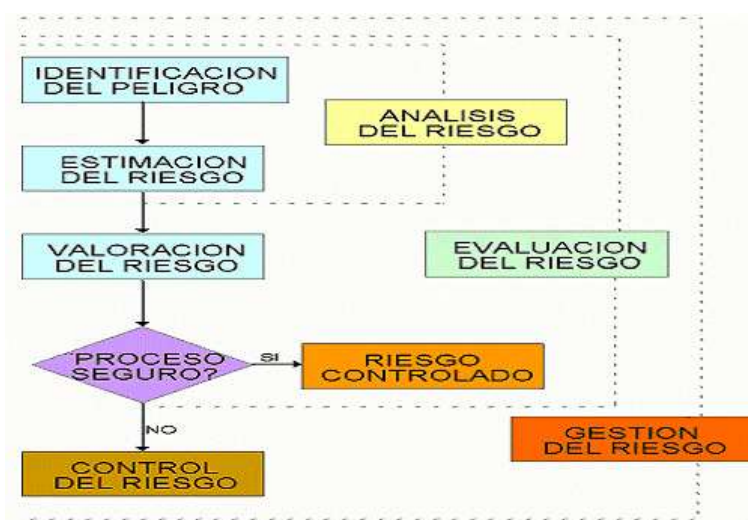 IDENTIFICACION
DEL PELIGRO
ANALISIS
DEL RIESGO
ESTIMACION
DEL RIESGO
VALORACION
DEL RIESGO
EVALUACION
DEL RIESGO
PROCESO
SEGURO?
SI
RIESGO
CONTROLADO
NO
GESTION
DEL RIESGO
CONTROL
DEL RIESGO